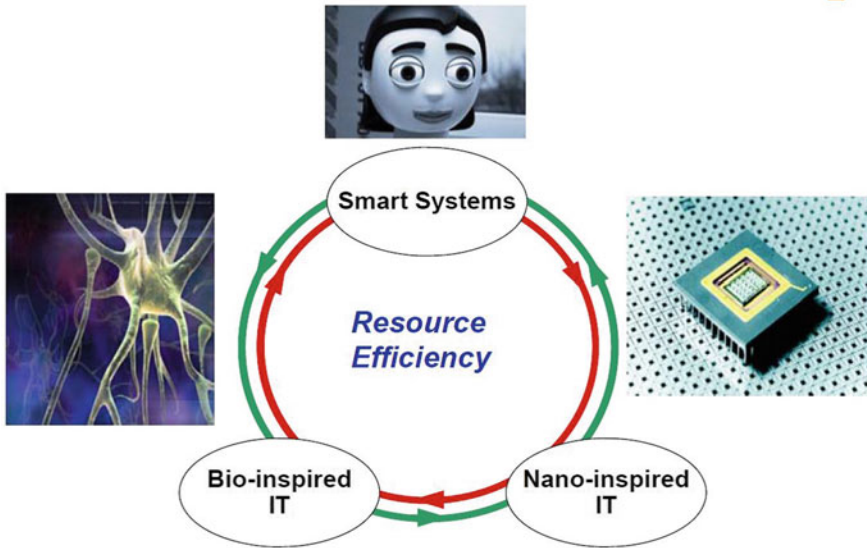 Smart Systems
Resource
Efficiency
Bio-inspired
IT
Nano-inspired
IT